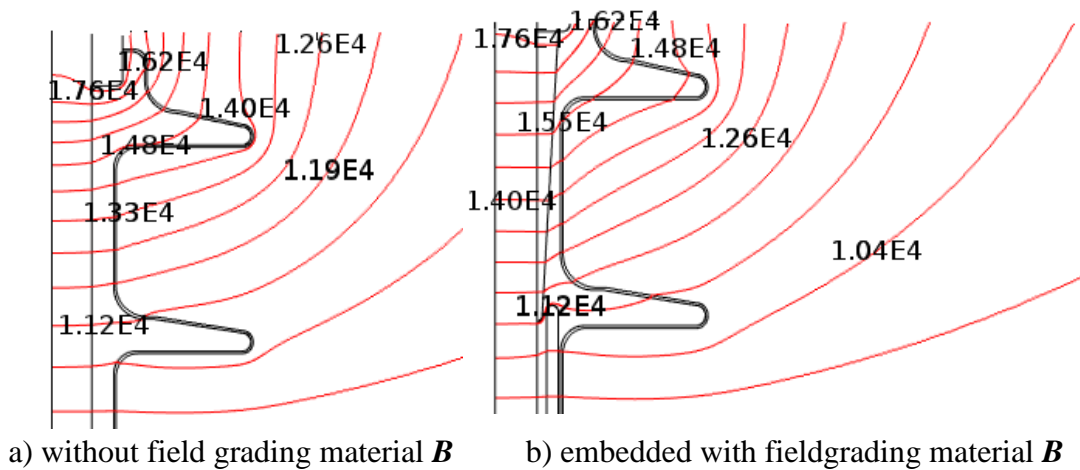 1.26E4
1.62E4
1.76E4
1.40E4
1.48E4
1.19E4
1.33E4
1.12E4
1.62E4
1.76E4
1.48E4
1.55E4
1.26E4
1.40E4
1.04E4
1.12E4
a) without field grading material B
b) embedded with fieldgrading material B